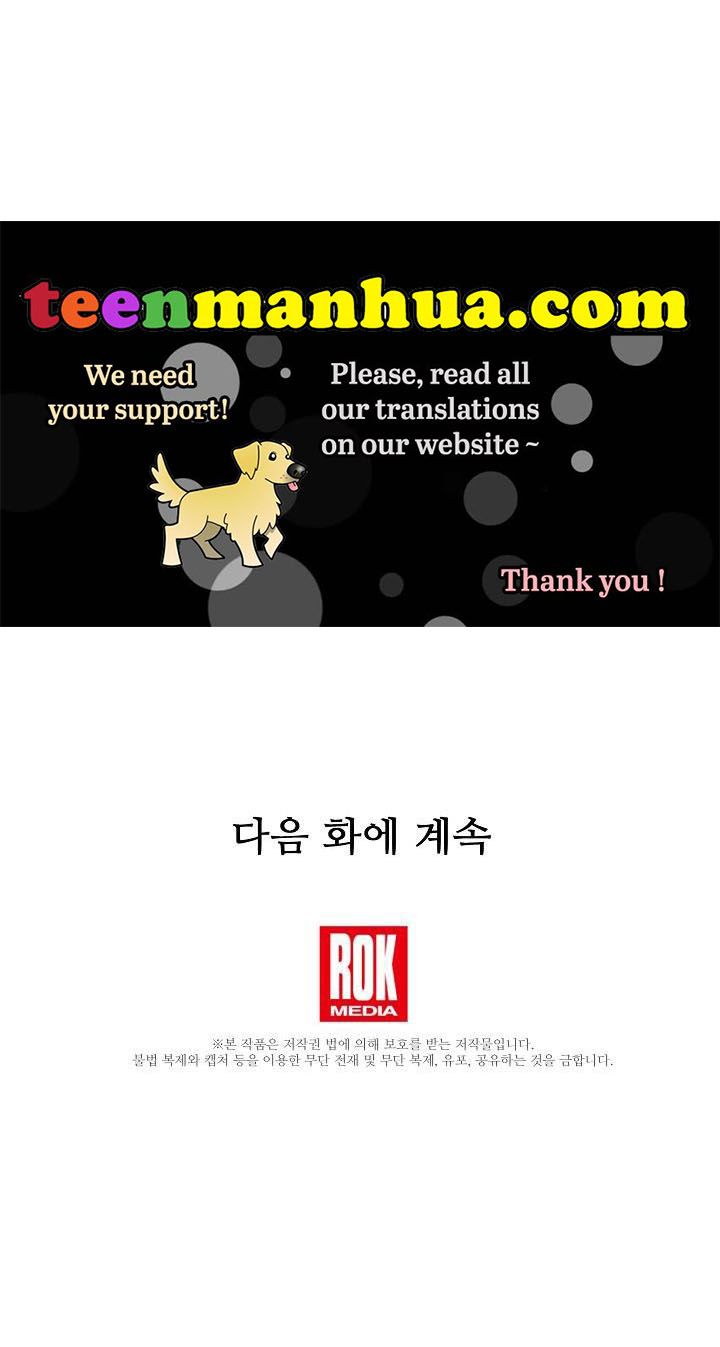 teenmanhua.com
We need
your support!
Please, read all
our translations
on our website ~
Thank you !
다음 화에 계속
ROK
MEDIA
※본 작품은 저작권 법에 의해 보호를 받는 저작물입니다.
불법 복제와 캡처 등을 이용한 무단 전재 및 무단 복제, 유포, 공유하는 것을 금합니다.